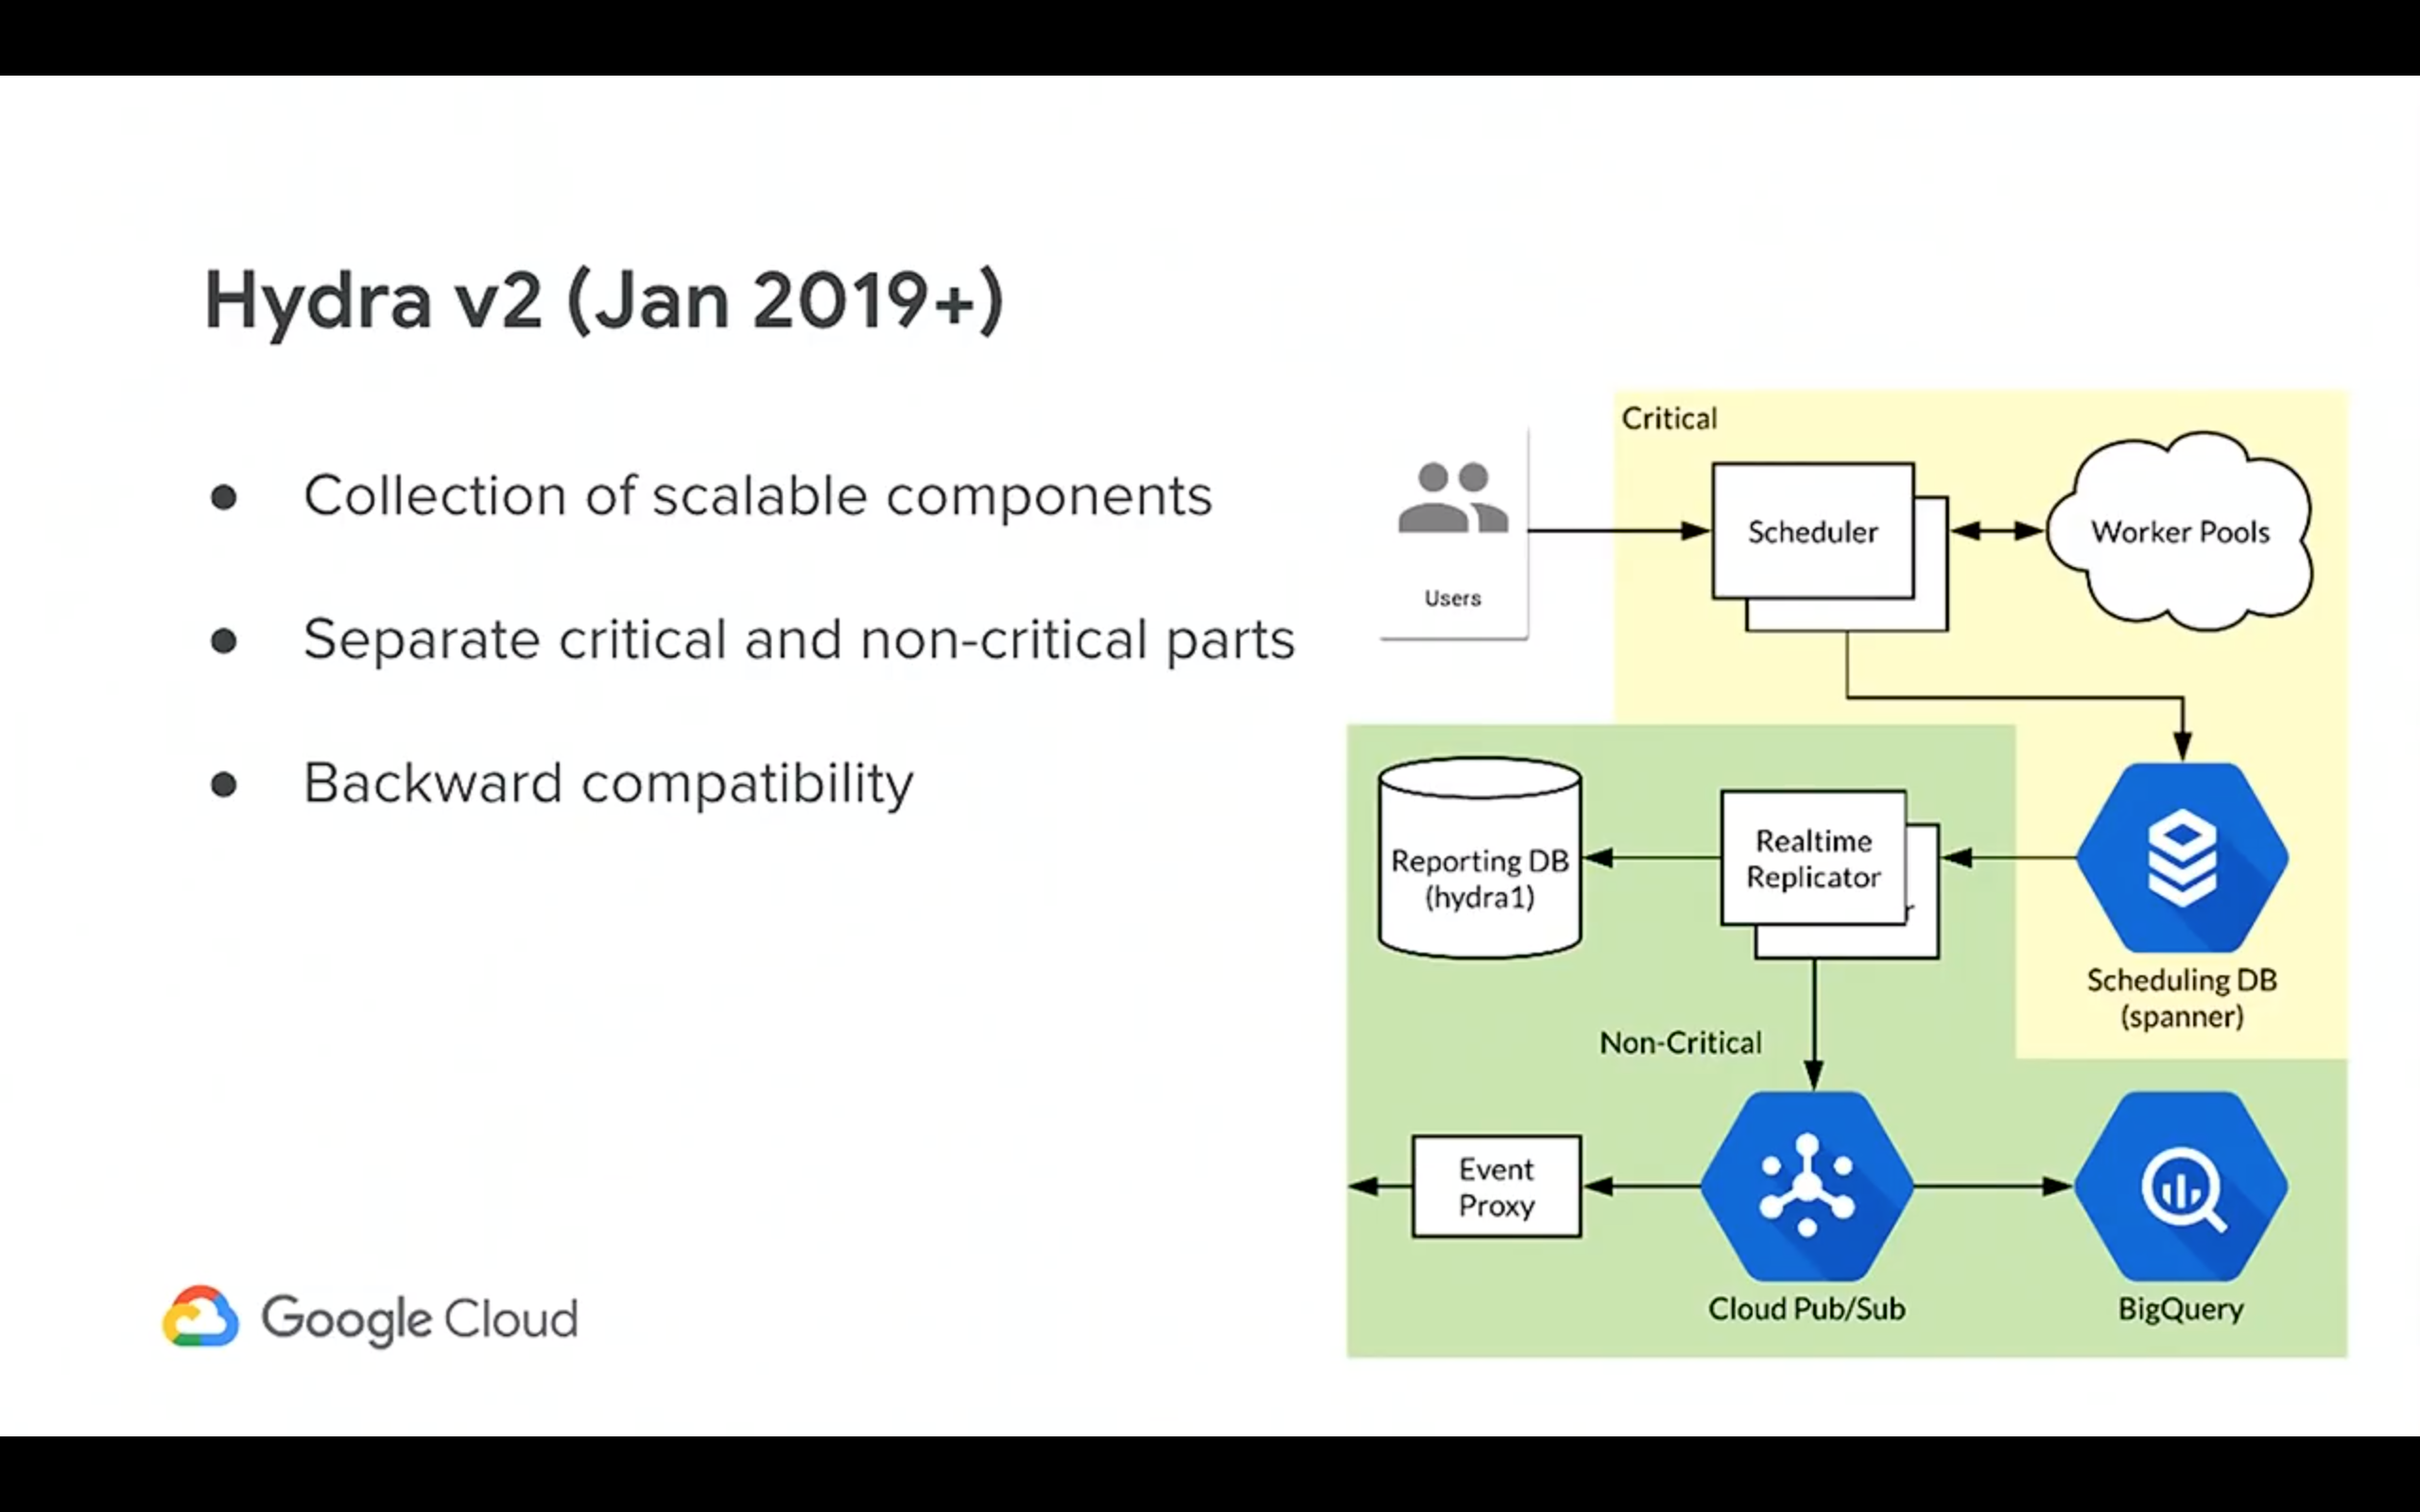 Hydra v2 (Jan 2019+)
● Collection of scalable components
● Separate critical and non-critical parts
● Backward compatibility
Critical
Users
Scheduler
Worker Pools
Reporting DB
(hydra1)
Realtime
Replicator
r
Scheduling DB
(spanner)
Non-Critical
Event
Proxy
Cloud Pub/Sub
BigQuery
Google Cloud